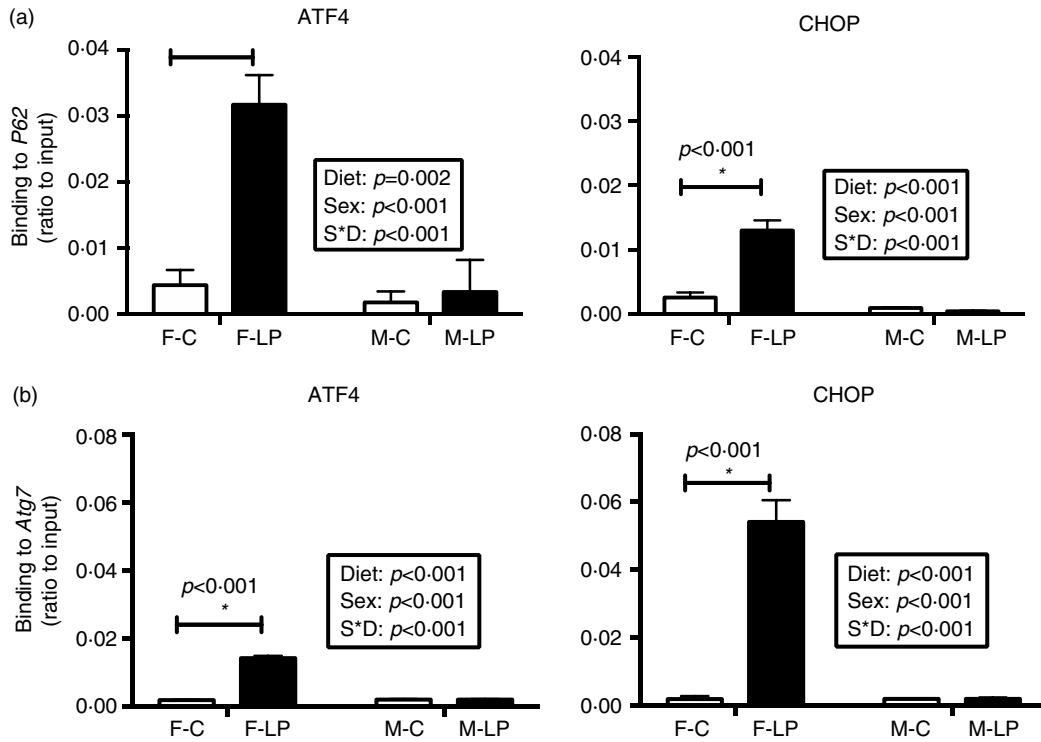 (a)
ATF4
Binding to P62
(ratio to input)
0·04
0·03
0·02
0·01
0·00
Diet: p=0·002
Sex: p<0·001
S*D: p<0·001
F-C F-LP M-C M-LP
CHOP
0·04
0·03
0·02
0·01
0·00
p<0·001
*
Diet: p<0·001
Sex: p<0·001
S*D: p<0·001
F-C F-LP M-C M-LP
(b)
ATF4
Binding to Atg7
(ratio to input)
0·08
0·06
0·04
0·02
0·00
p<0·001
*
Diet: p<0·001
Sex: p<0·001
S*D: p<0·001
F-C F-LP M-C M-LP
CHOP
0·08
0·06
0·04
0·02
0·00
p<0·001
*
Diet: p<0·001
Sex: p<0·001
S*D: p<0·001
F-C F-LP M-C M-LP